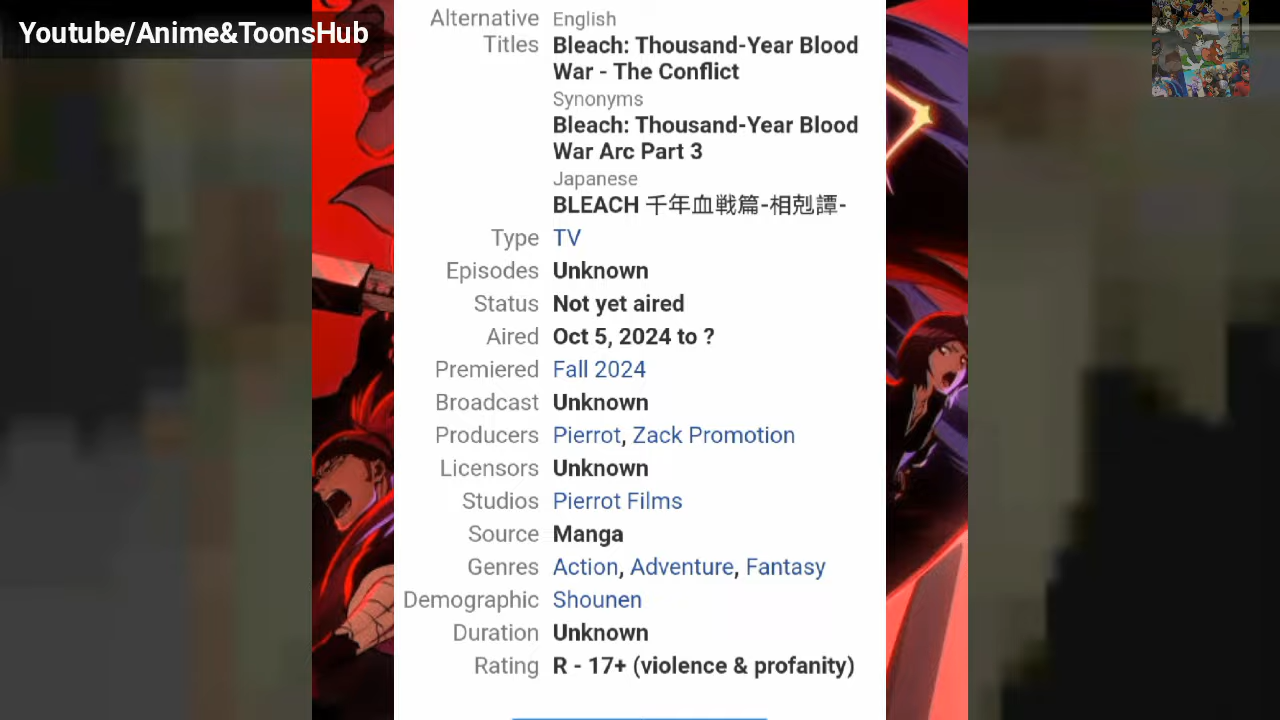 Youtube/Anime&ToonsHub
Alternative Titles
English
Bleach: Thousand-Year Blood
War - The Conflict
Synonyms
Bleach: Thousand-Year Blood
War Arc Part 3
Japanese
BLEACH 千年血戦篇-相剋譚-
Type TV
Episodes Unknown
Status Not yet aired
Aired Oct 5, 2024 to ?
Premiered Fall 2024
Broadcast Unknown
Producers Pierrot, Zack Promotion
Licensors Unknown
Studios Pierrot Films
Source Manga
Genres Action, Adventure, Fantasy
Demographic Shounen
Duration Unknown
Rating R - 17+ (violence & profanity)